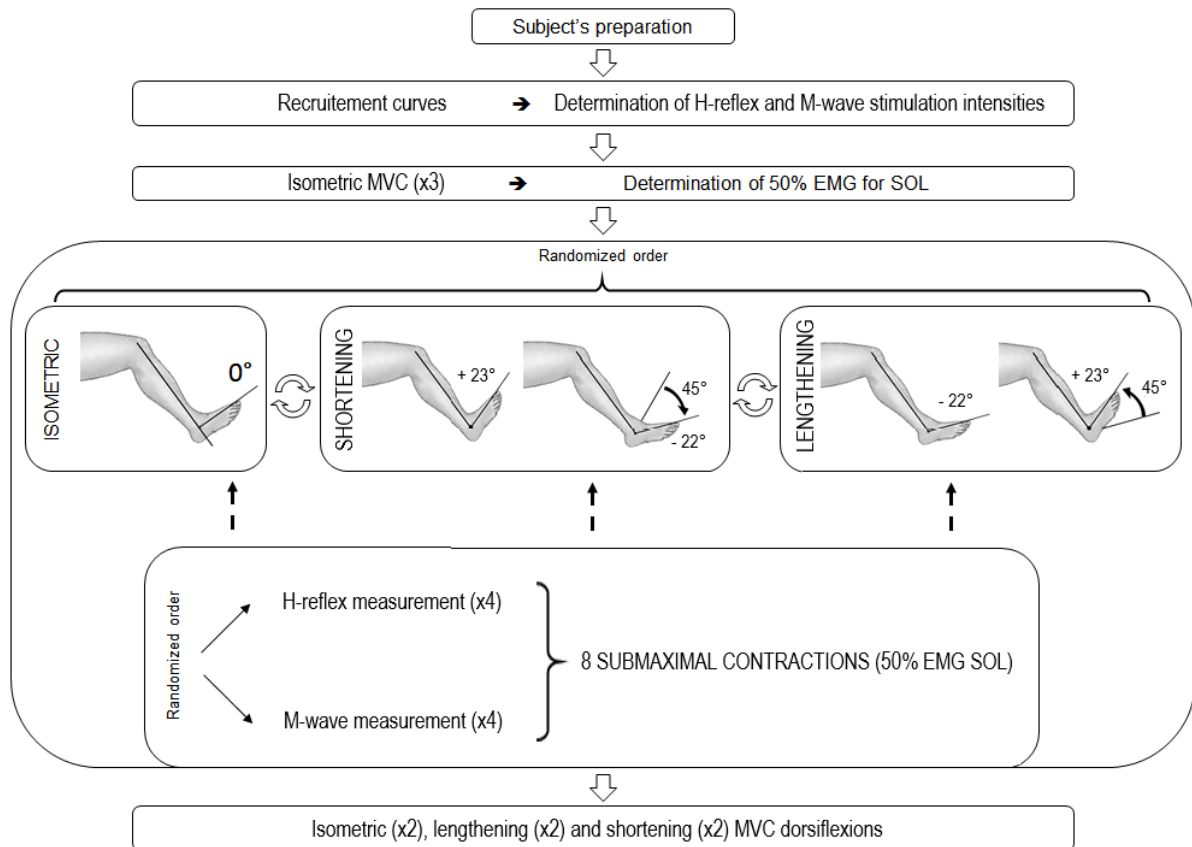 Subject's preparation
Recruitement curves ➔ Determination of H-reflex and M-wave stimulation intensities
Isometric MVC (x3) ➔ Determination of 50% EMG for SOL
Randomized order
ISOMETRIC
0°
SHORTENING
+ 23°
45°
- 22°
LENGTHENING
- 22°
+ 23°
45°
Randomized order
H-reflex measurement (x4)
M-wave measurement (x4)
8 SUBMAXIMAL CONTRACTIONS (50% EMG SOL)
Isometric (x2), lengthening (x2) and shortening (x2) MVC dorsiflexions